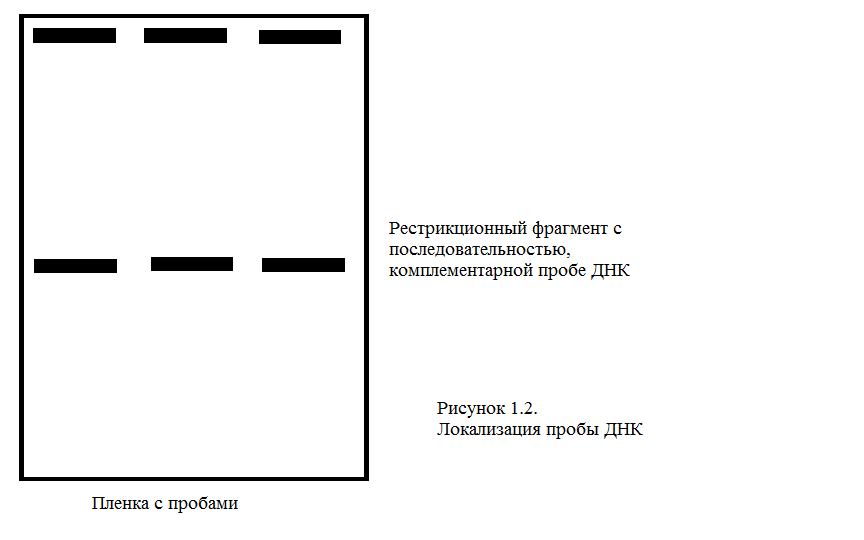 Рестрикционный фрагмент с
последовательностью,
комплементарной пробе ДНК
Рисунок 1.2.
Локализация пробы ДНК
Пленка с пробами